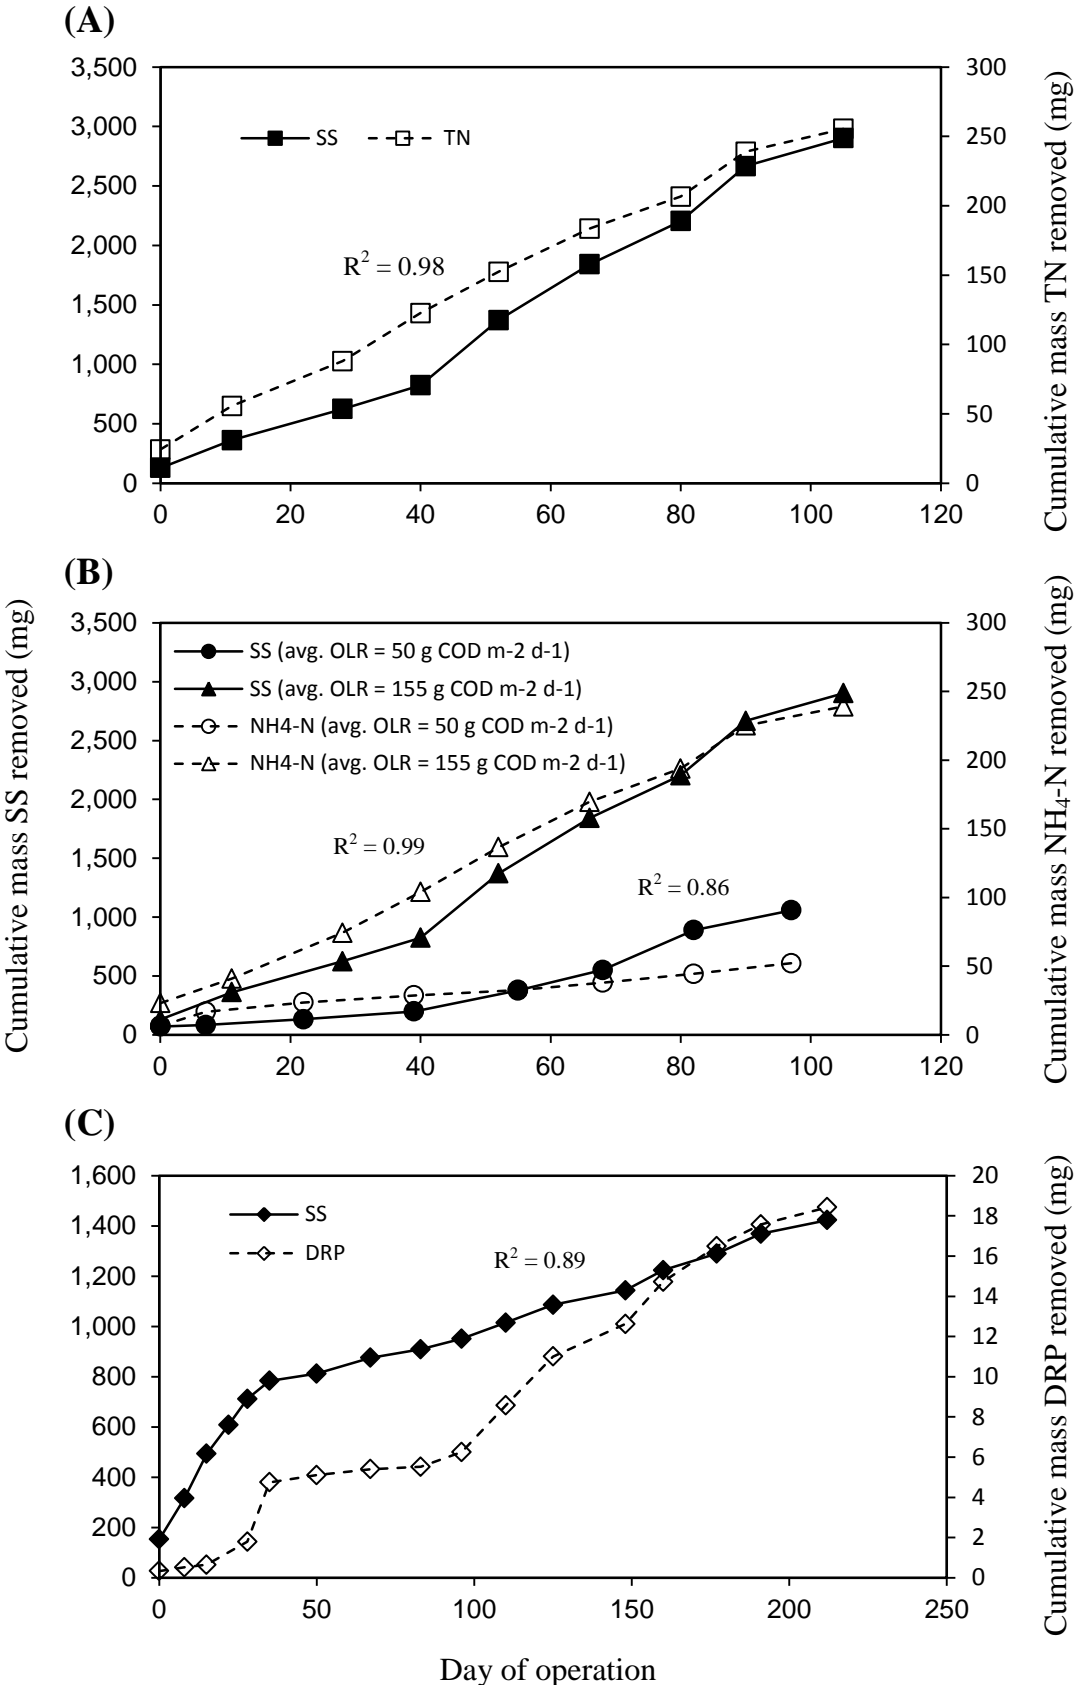 (A)
3,500
3,000
2,500
2,000
1,500
1,000
500
0
SS
TN
R2 = 0.98
300
250
200
150
100
50
0
0 20 40 60 80 100 120
Cumulative mass TN removed (mg)
(B)
Cumulative mass SS removed (mg)
3,500
3,000
2,500
2,000
1,500
1,000
500
0
SS (avg. OLR = 50 g COD m-2 d-1)
SS (avg. OLR = 155 g COD m-2 d-1)
NH4-N (avg. OLR = 50 g COD m-2 d-1)
NH4-N (avg. OLR = 155 g COD m-2 d-1)
R2 = 0.99
R2 = 0.86
300
250
200
150
100
50
0
0 20 40 60 80 100 120
Cumulative mass NH4-N removed (mg)
(C)
1,600
1,400
1,200
1,000
800
600
400
200
0
SS
DRP
R2 = 0.89
20
18
16
14
12
10
8
6
4
2
0
0 50 100 150 200 250
Cumulative mass DRP removed (mg)
Day of operation